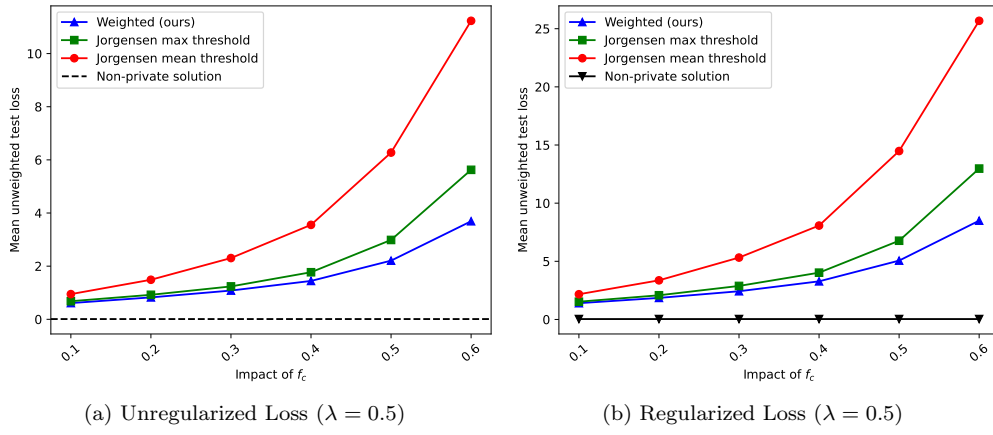 Mean unweighted test loss
10
8
6
4
2
0
Weighted (ours)
Jorgensen max threshold
Jorgensen mean threshold
Non-private solution
0.1
0.2
0.3
0.4
0.5
0.6
Impact of f_c
(a) Unregularized Loss (λ = 0.5)
Mean unweighted test loss
25
20
15
10
5
0
Weighted (ours)
Jorgensen max threshold
Jorgensen mean threshold
Non-private solution
0.1
0.2
0.3
0.4
0.5
0.6
Impact of f_c
(b) Regularized Loss (λ = 0.5)